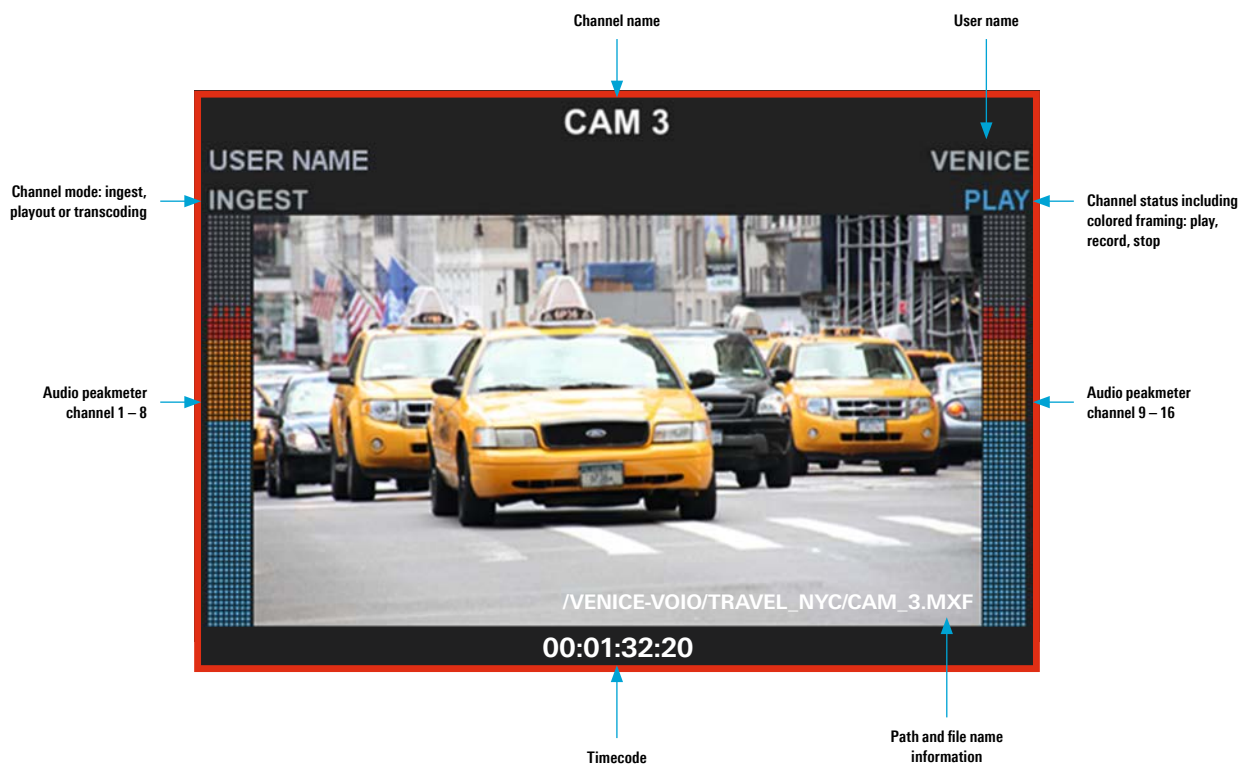 Channel name
User name
CAM 3
USER NAME
VENICE
Channel mode: ingest,
playout or transcoding
INGEST
PLAY
Channel status including
colored framing: play,
record, stop
Audio peakmeter
channel 1 – 8
Audio peakmeter
channel 9 – 16
/VENICE-VOIO/TRAVEL_NYC/CAM_3.MXF
00:01:32:20
Timecode
Path and file name
information